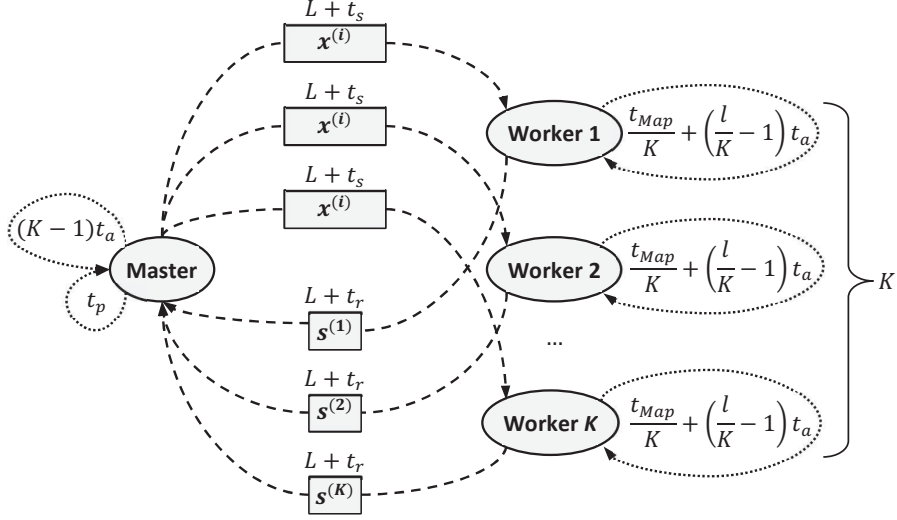 L + t_s
x^(i)
L + t_s
x^(i)
L + t_s
x^(i)
Worker 1
t_Map/K + (l/K − 1) t_a
(K − 1)t_a
Master
t_p
Worker 2
t_Map/K + (l/K − 1) t_a
K
L + t_r
s^(1)
...
L + t_r
s^(2)
Worker K
t_Map/K + (l/K − 1) t_a
L + t_r
s^(K)